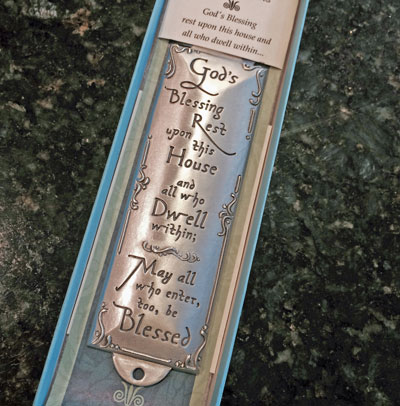 God's Blessing
rest upon this house and
all who dwell within...
God's
Blessing
Rest
upon this
House
and
all who
Dwell
within;
May all
who enter,
too, be
Blessed